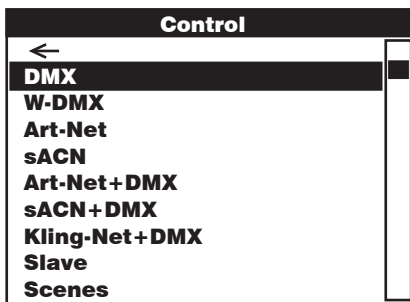 Control
←
DMX
W-DMX
Art-Net
sACN
Art-Net+DMX
sACN+DMX
Kling-Net+DMX
Slave
Scenes